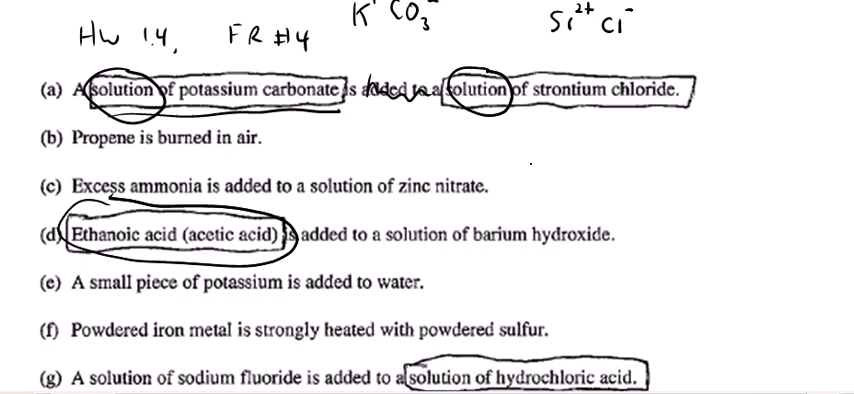 K⁺ CO₃⁻ Sr²⁺ Cl⁻
HW 1.4, FR #4
(a) A solution of potassium carbonate is added to a solution of strontium chloride.
(b) Propene is burned in air.
(c) Excess ammonia is added to a solution of zinc nitrate.
(d) Ethanoic acid (acetic acid) is added to a solution of barium hydroxide.
(e) A small piece of potassium is added to water.
(f) Powdered iron metal is strongly heated with powdered sulfur.
(g) A solution of sodium fluoride is added to a solution of hydrochloric acid.